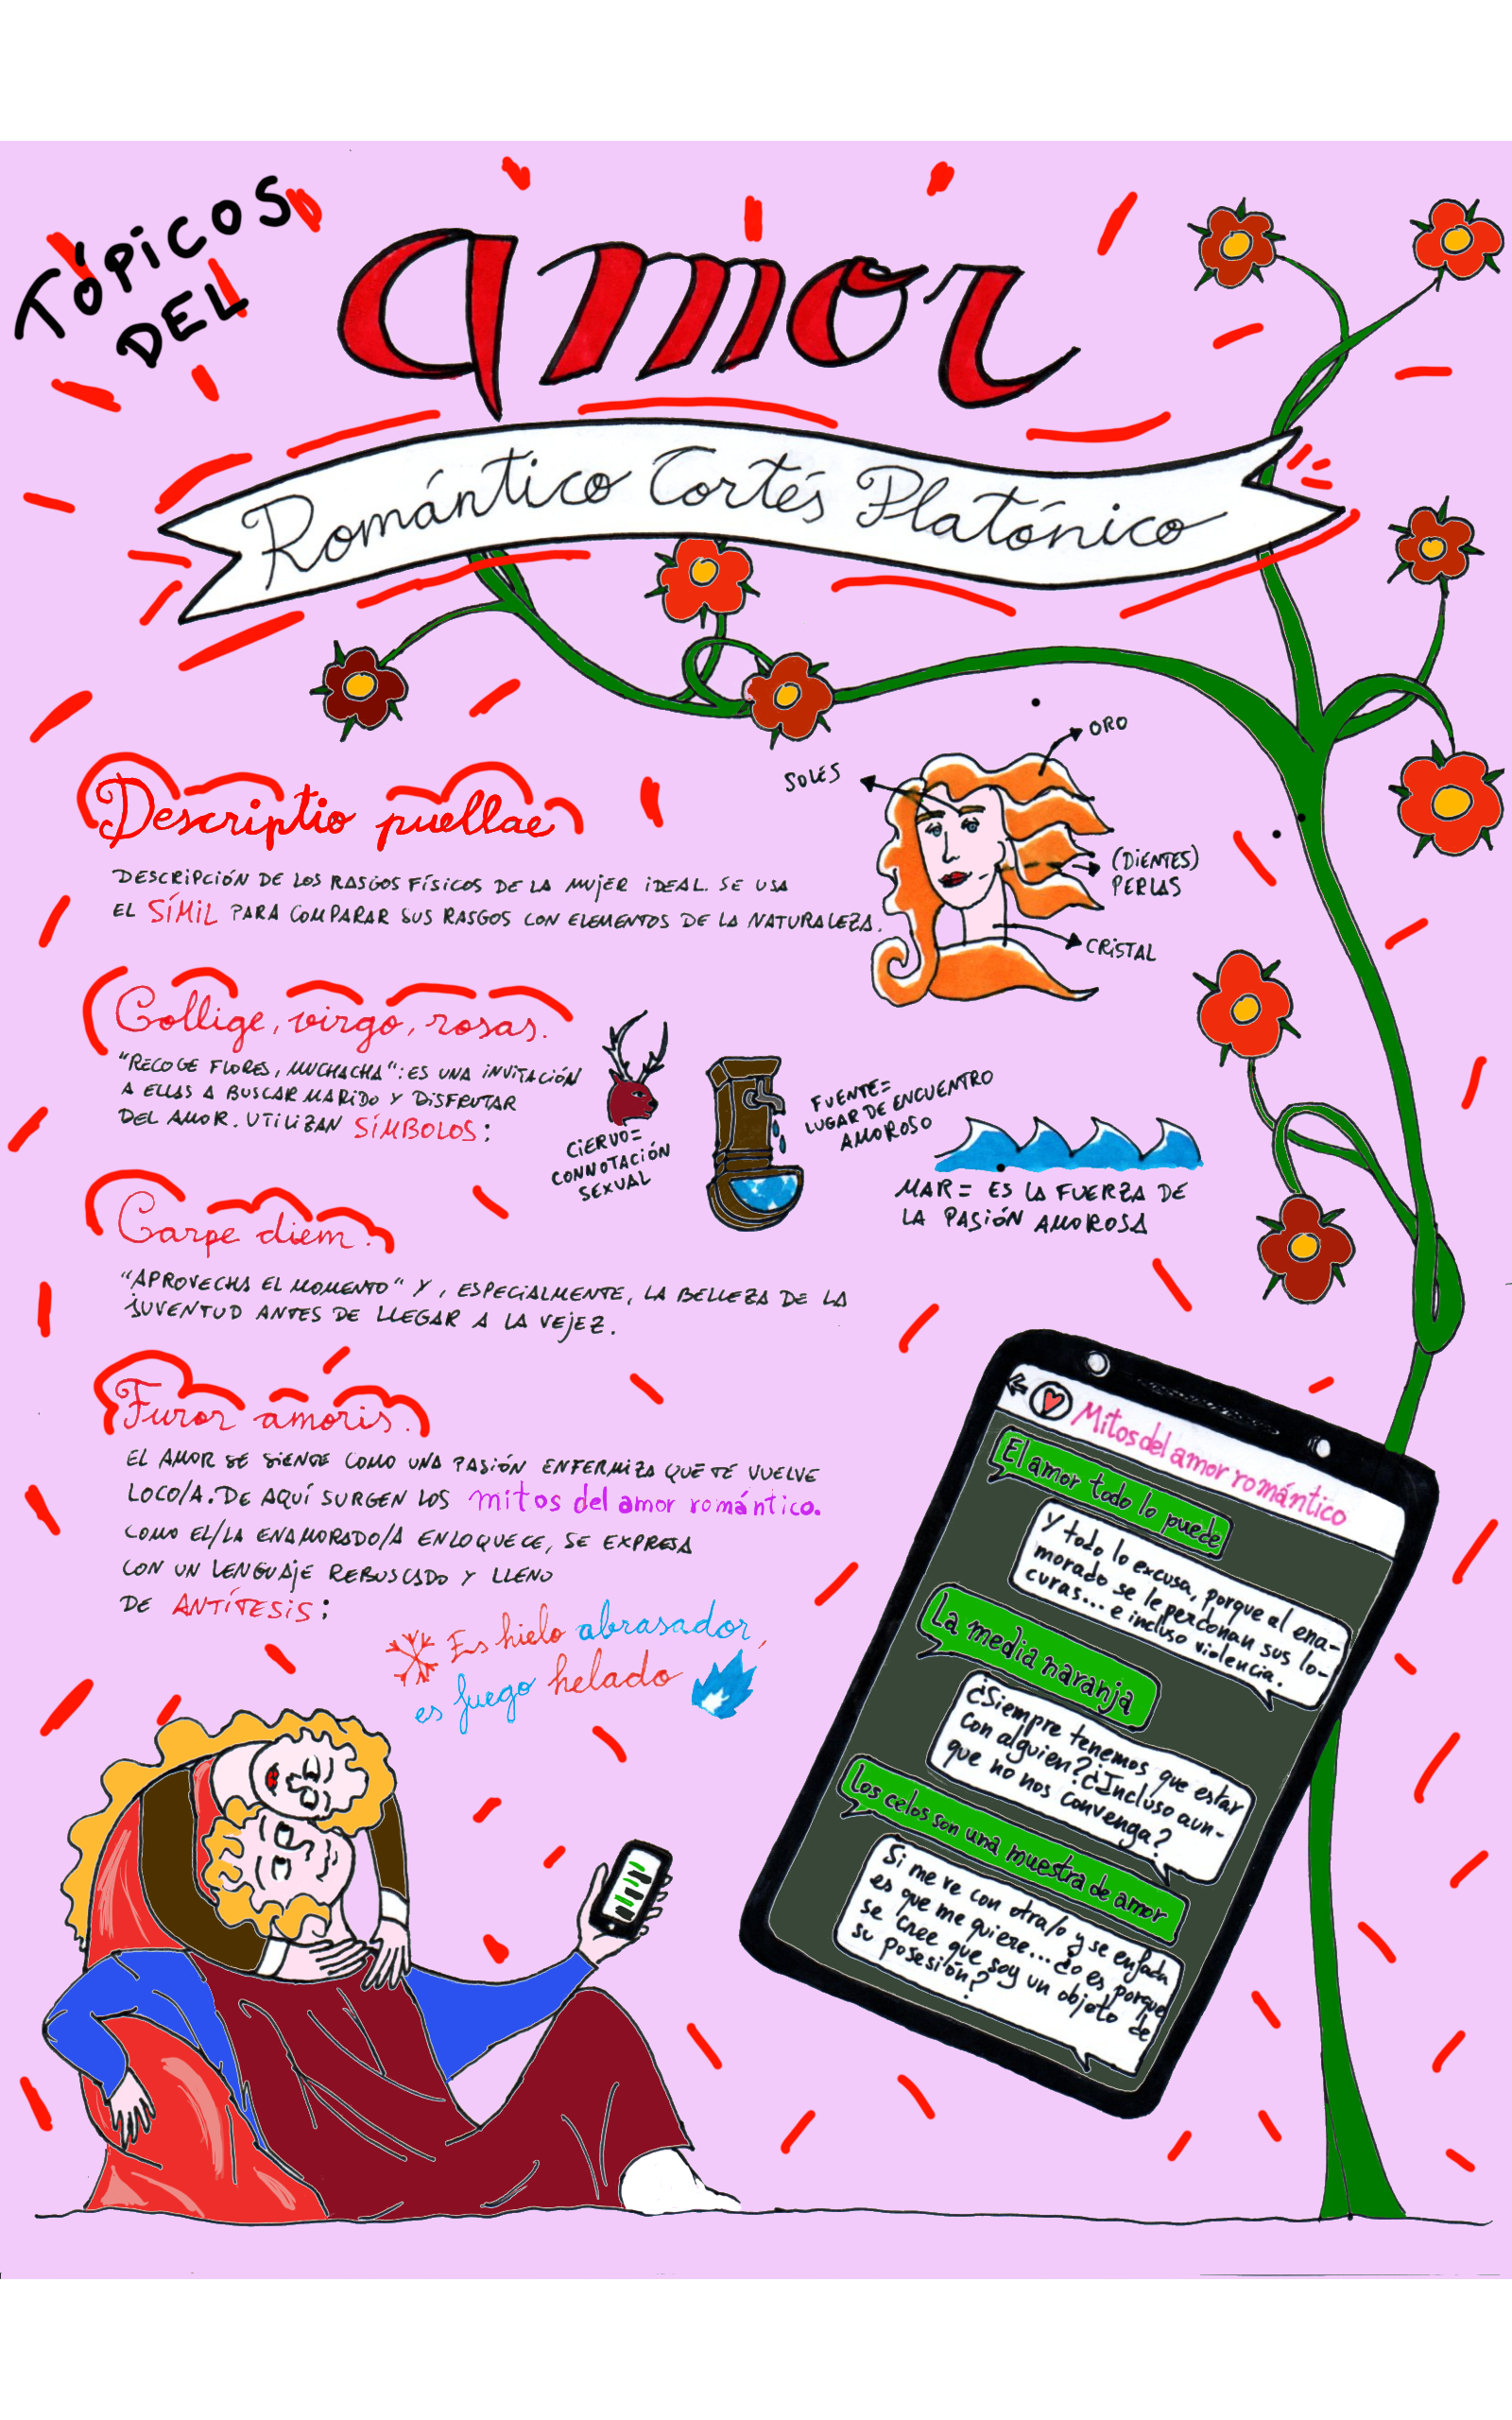 TÓPICOS
DEL
amor
Romántico Cortés Platónico
Descriptio puellae
DESCRIPCIÓN DE LOS RASGOS FÍSICOS DE LA MUJER IDEAL. SE USA
EL SÍMIL PARA COMPARAR SUS RASGOS CON ELEMENTOS DE LA NATURALEZA.
SOLES
ORO
(DIENTES)
PERLAS
CRISTAL
Collige, virgo, rosas.
"RECOGE FLORES, MUCHACHA": ES UNA INVITACIÓN
A ELLAS A BUSCAR MARIDO Y DISFRUTAR
DEL AMOR. UTILIZAN SÍMBOLOS:
CIERVO=
CONNOTACIÓN
SEXUAL
FUENTE=
LUGAR DE ENCUENTRO
AMOROSO
MAR= ES LA FUERZA DE
LA PASIÓN AMOROSA
Carpe diem.
"APROVECHA EL MOMENTO" Y, ESPECIALMENTE, LA BELLEZA DE LA
JUVENTUD ANTES DE LLEGAR A LA VEJEZ.
Furor amoris.
EL AMOR SE SIENTE COMO UNA PASIÓN ENFERMIZA QUE TE VUELVE
LOCO/A. DE AQUÍ SURGEN LOS mitos del amor romántico.
COMO EL/LA ENAMORADO/A ENLOQUECE, SE EXPRESA
CON UN LENGUAJE REBUSCADO Y LLENO
DE ANTÍTESIS:
Es hielo abrasador,
es fuego helado
Mitos del amor romántico
El amor todo lo puede
Y todo lo excusa, porque al ena-
morado se le perdonan sus lo-
curas... e incluso violencia.
La media naranja
¿Siempre tenemos que estar
con alguien? ¿Incluso aun-
que no nos convenga?
Los celos son una muestra de amor
Si me ve con otra/o y se enfada
es que me quiere... ¿o es porque
se cree que soy un objeto de
su posesión?